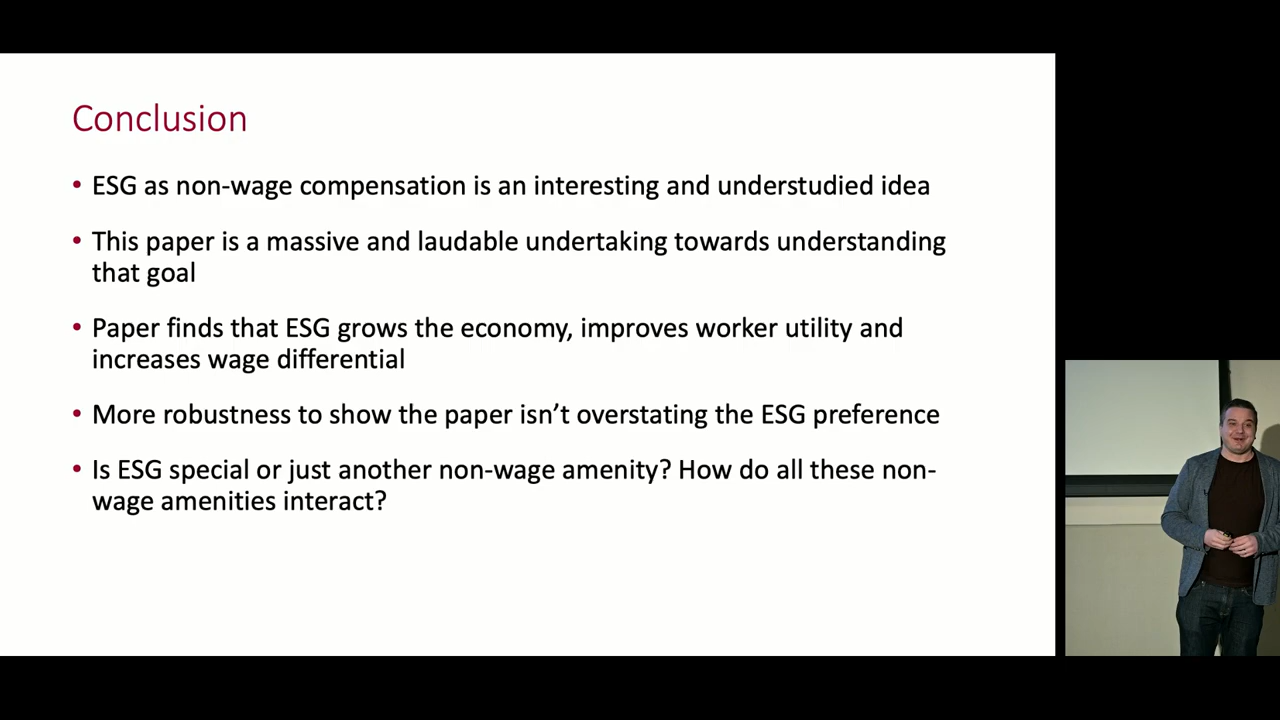 Conclusion
• ESG as non-wage compensation is an interesting and understudied idea
• This paper is a massive and laudable undertaking towards understanding
that goal
• Paper finds that ESG grows the economy, improves worker utility and
increases wage differential
• More robustness to show the paper isn’t overstating the ESG preference
• Is ESG special or just another non-wage amenity? How do all these non-
wage amenities interact?